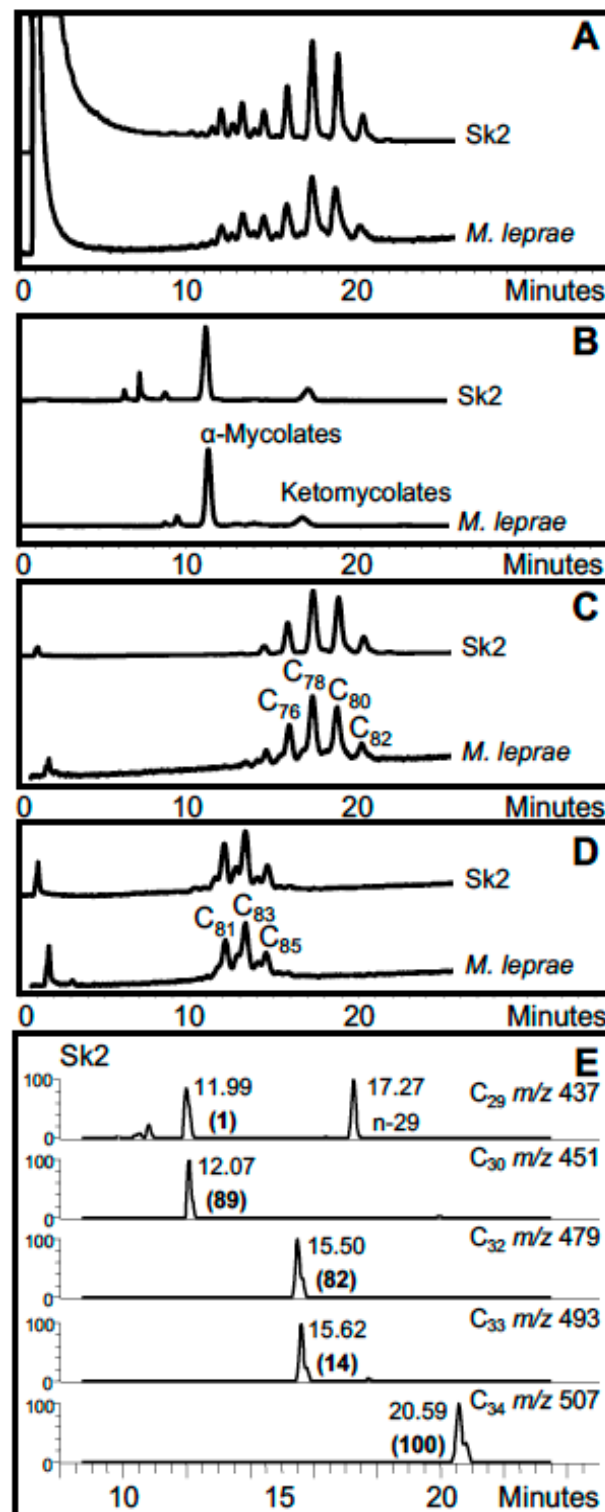 A
Sk2
M. leprae
0 10 20 Minutes
B
Sk2
α-Mycolates
Ketomycolates
M. leprae
0 10 20 Minutes
C
Sk2
C78
C76 C80
C82
M. leprae
0 10 20 Minutes
D
Sk2
C83
C81 C85
M. leprae
0 10 20 Minutes
Sk2 E
100 11.99 17.27 C29 m/z 437
(1) n-29
0
100 12.07 C30 m/z 451
(89)
0
100 15.50 C32 m/z 479
(82)
0
100 15.62 C33 m/z 493
(14)
0
100 20.59 C34 m/z 507
(100)
0
10 15 20 Minutes